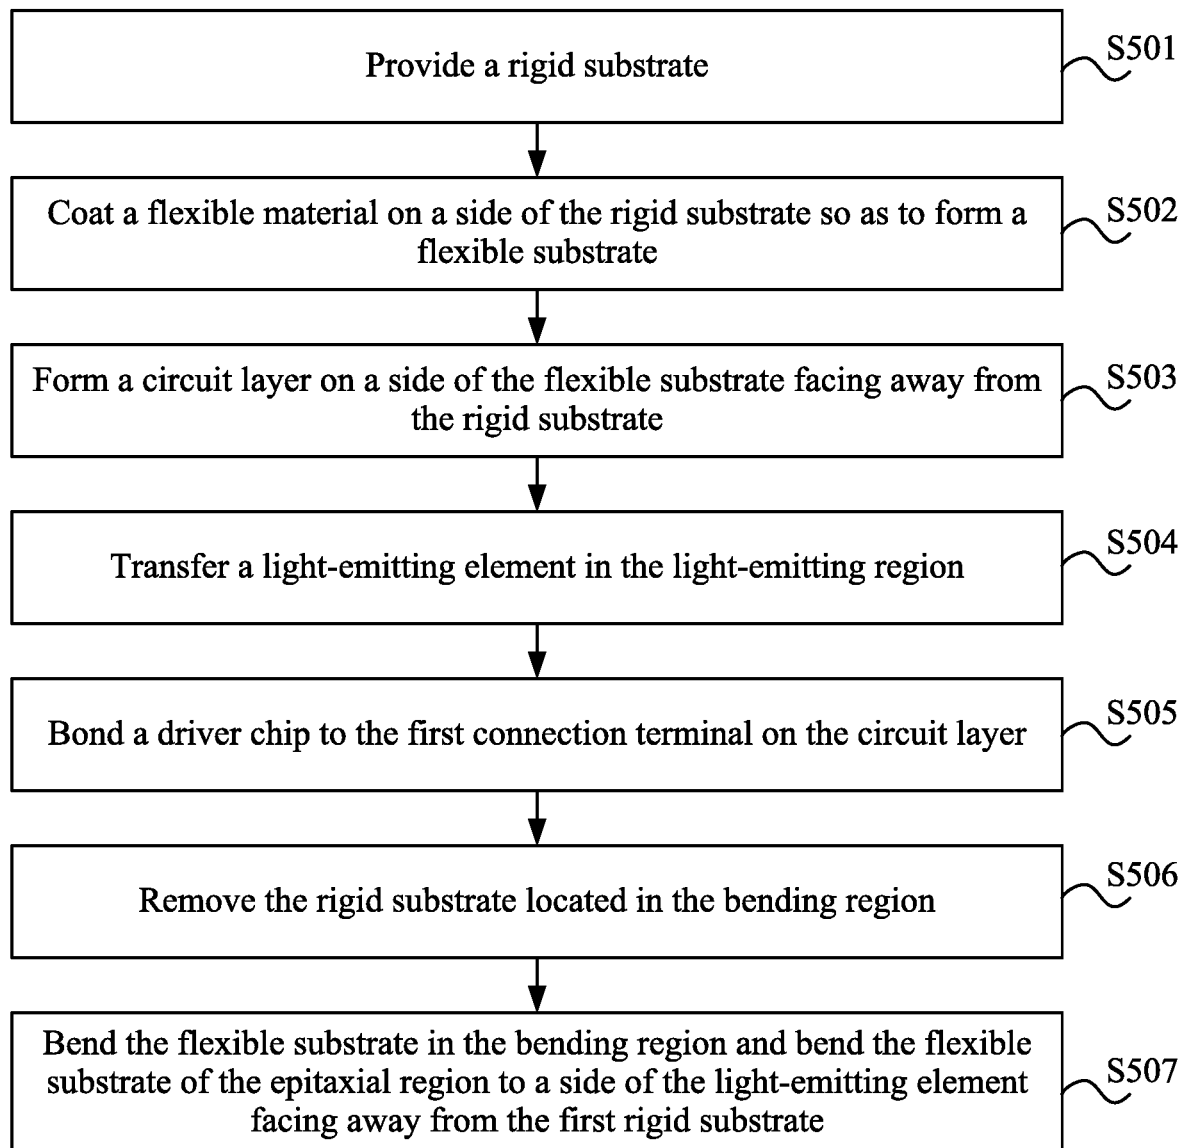 Provide a rigid substrate
S501
Coat a flexible material on a side of the rigid substrate so as to form a
flexible substrate
S502
Form a circuit layer on a side of the flexible substrate facing away from
the rigid substrate
S503
Transfer a light-emitting element in the light-emitting region
S504
Bond a driver chip to the first connection terminal on the circuit layer
S505
Remove the rigid substrate located in the bending region
S506
Bend the flexible substrate in the bending region and bend the flexible
substrate of the epitaxial region to a side of the light-emitting element
facing away from the first rigid substrate
S507